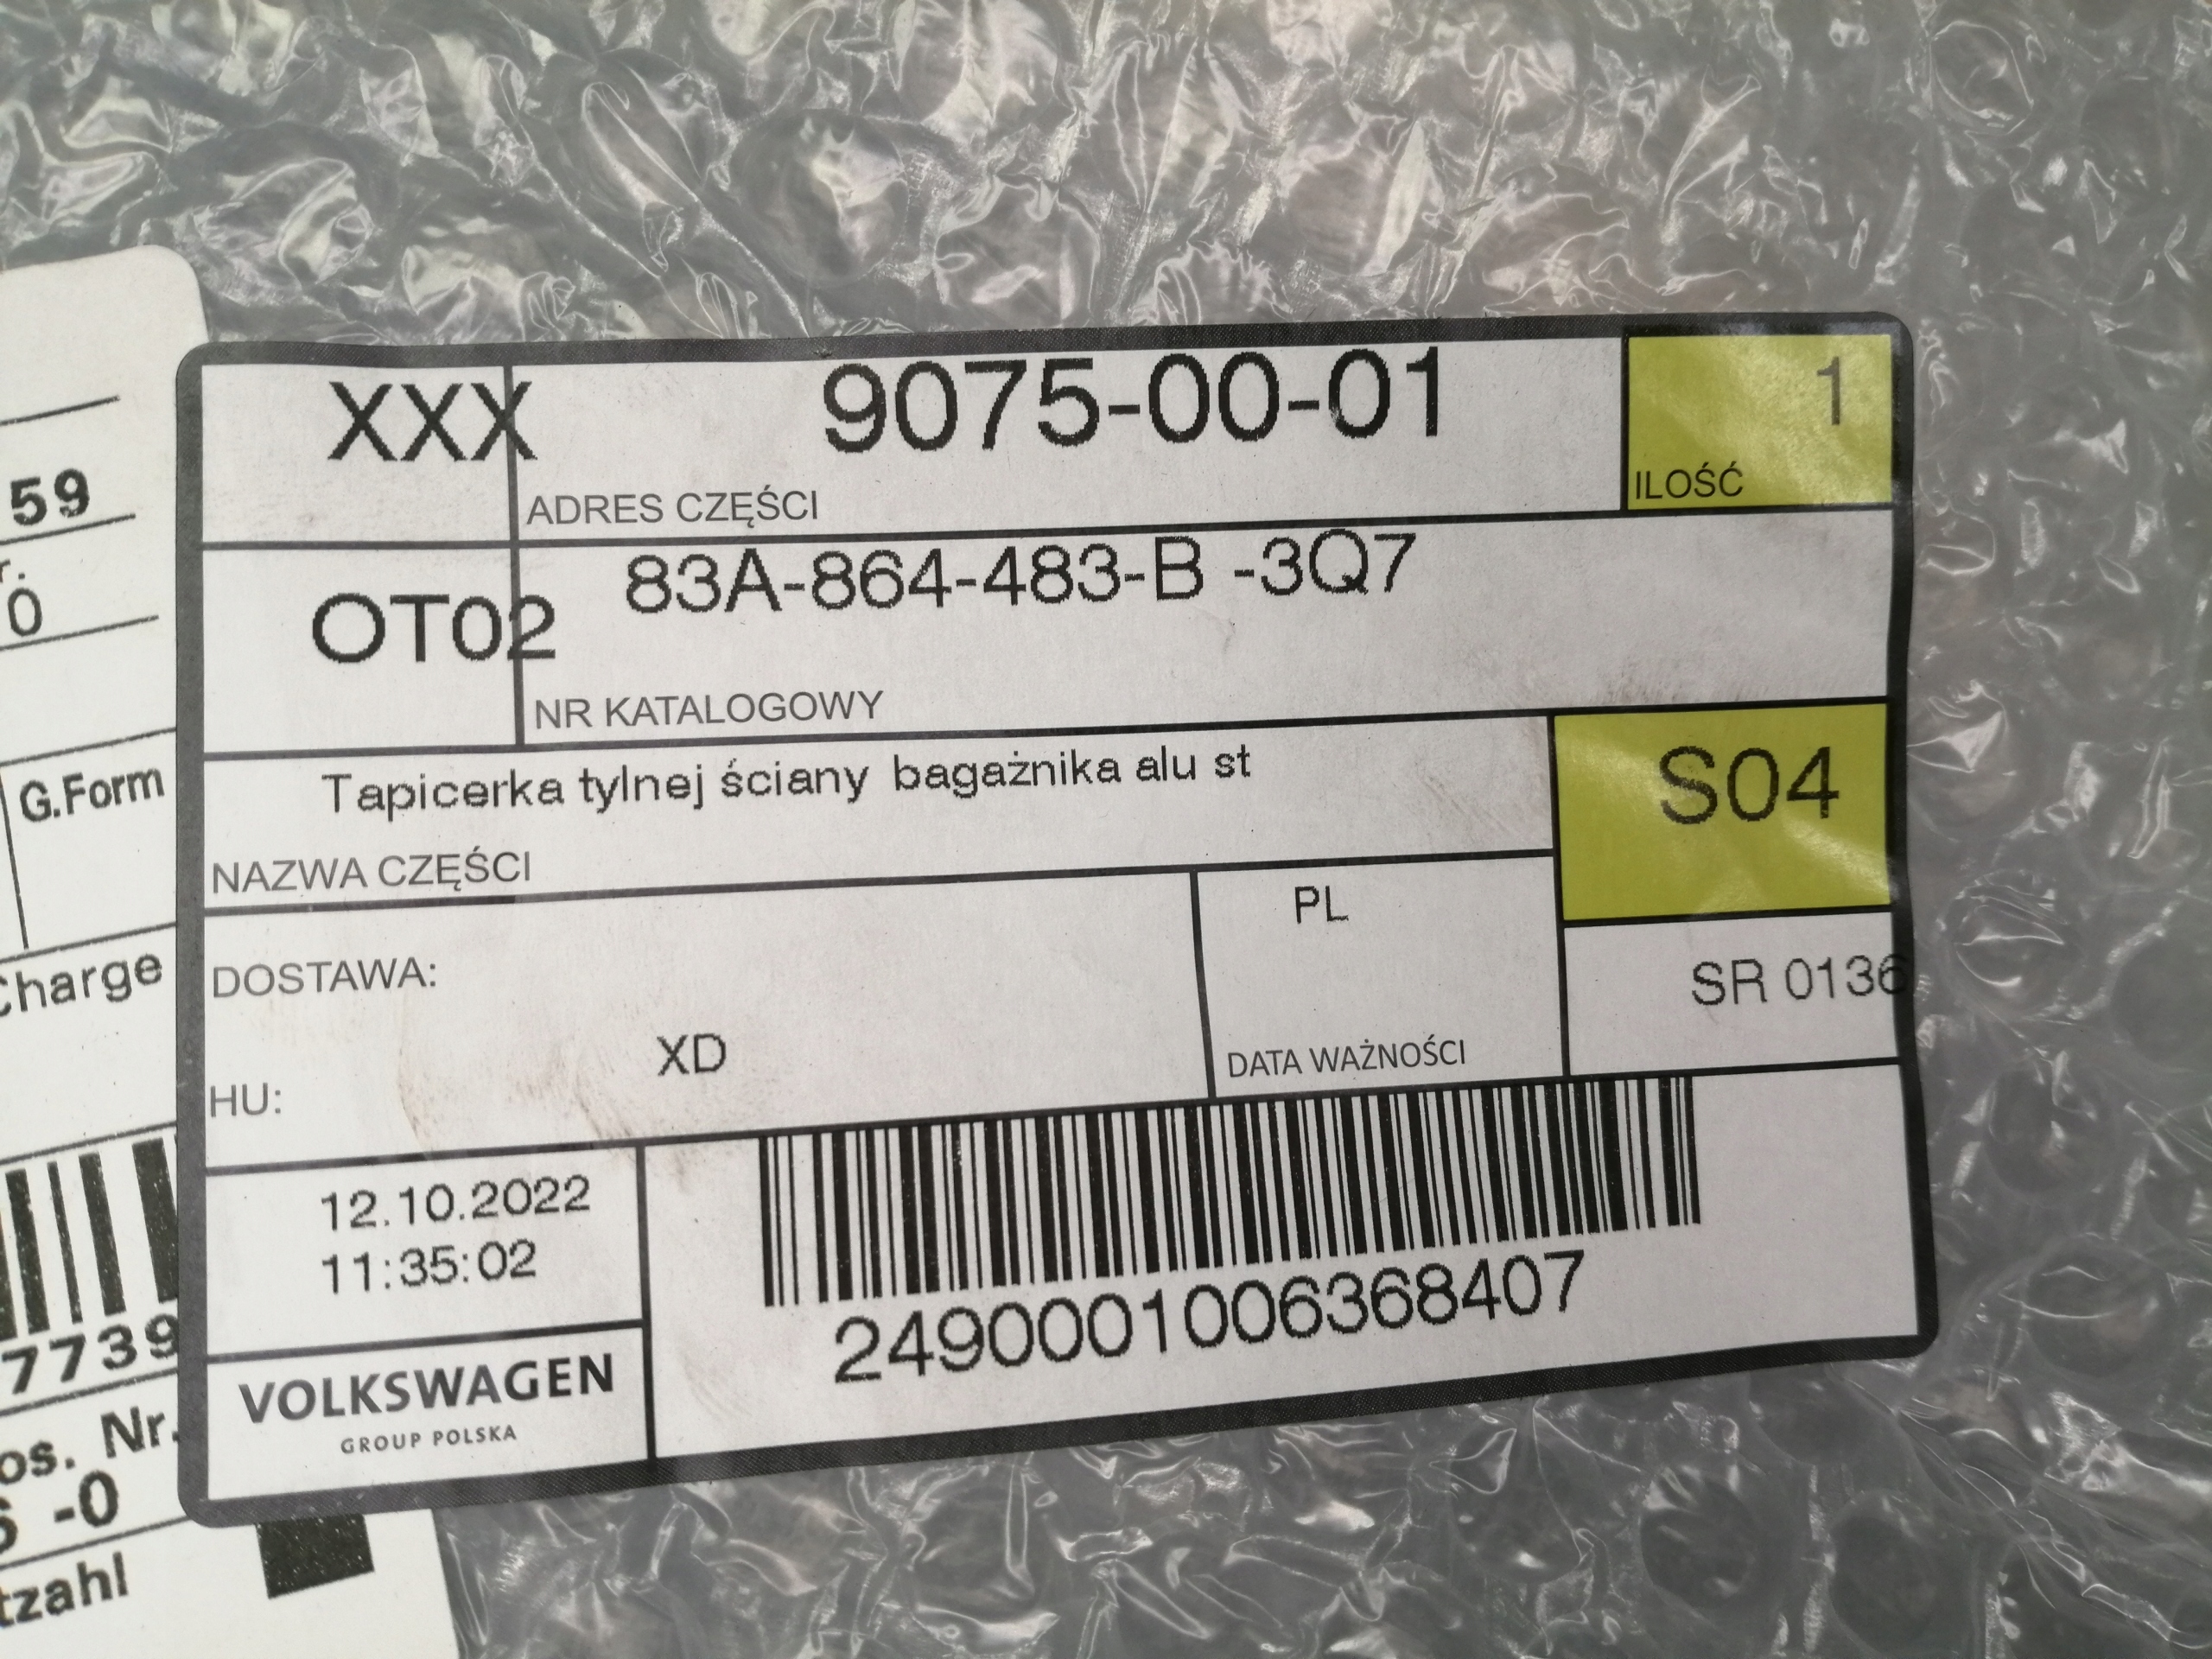 59
r.
0
G.Form
Charge
7739
os. Nr.
-0
tzahl
XXX
9075-00-01
1
ADRES CZĘŚCI
ILOŚĆ
OT02
83A-864-483-B -3Q7
NR KATALOGOWY
Tapicerka tylnej ściany bagażnika alu st
S04
NAZWA CZĘŚCI
PL
DOSTAWA:
SR 0136
XD
DATA WAŻNOŚCI
HU:
12.10.2022
11:35:02
2490001006368407
VOLKSWAGEN
GROUP POLSKA